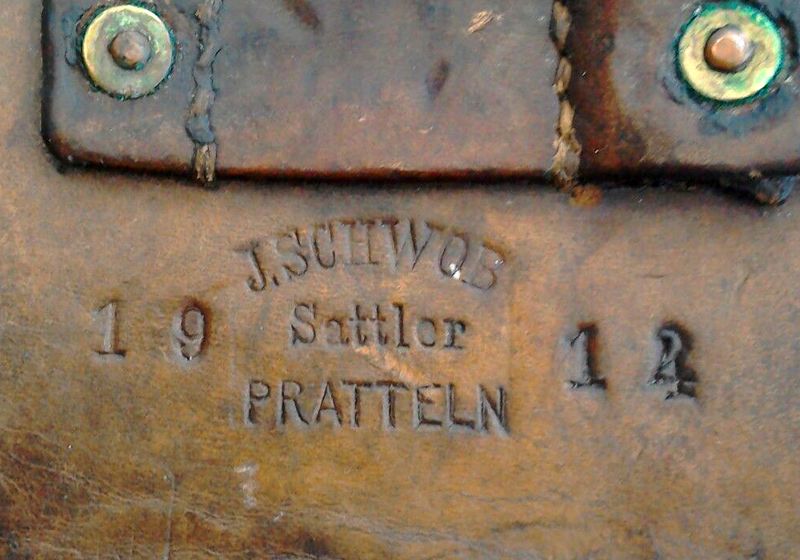 J. SCHWOB
19 Sattler 14
PRATTELN